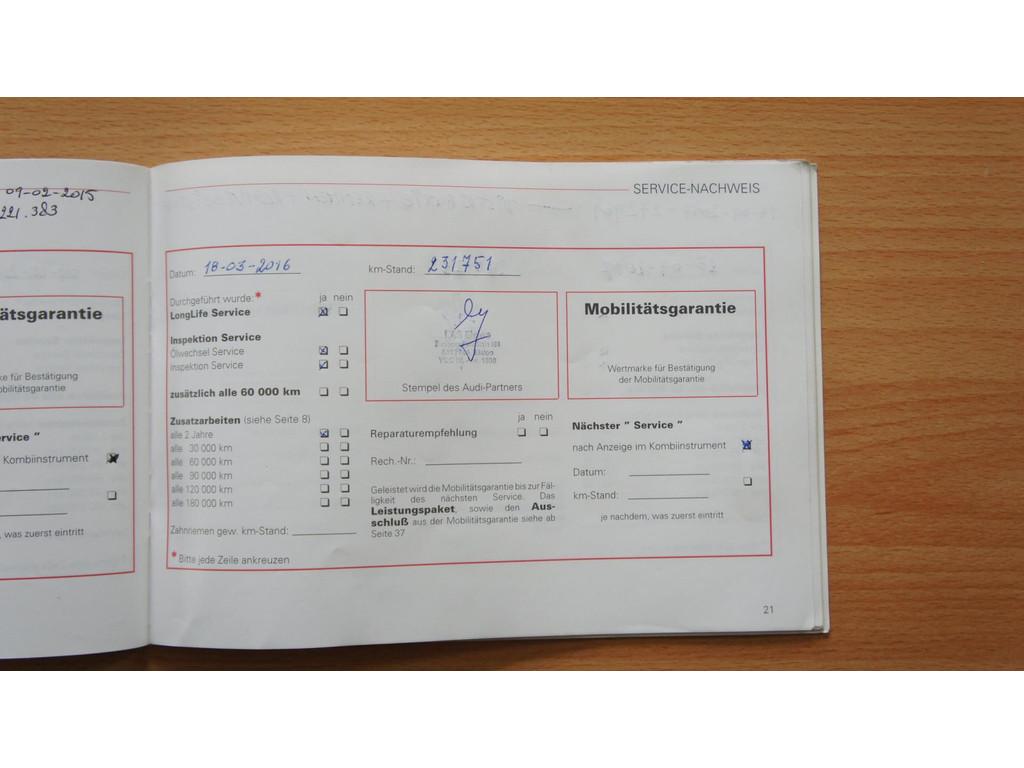 07-02-2015
221.383
ätsgarantie
ke für Bestätigung
obilitätsgarantie
ervice "
Kombiinstrument
was zuerst eintritt
SERVICE-NACHWEIS
Datum: 18-03-2016
km-Stand: 231751
Durchgeführt wurde:* ja nein
LongLife Service
Inspektion Service
Ölwechsel Service
Inspektion Service
zusätzlich alle 60 000 km
Stempel des Audi-Partners
Mobilitätsgarantie
Wertmarke für Bestätigung
der Mobilitätsgarantie
Zusatzarbeiten (siehe Seite 8)
alle 2 Jahre
alle 30 000 km
alle 60 000 km
alle 90 000 km
alle 120 000 km
alle 180 000 km
Zahnriemen gew. km-Stand:
* Bitte jede Zeile ankreuzen
ja nein
Reparaturempfehlung
Rech.-Nr.:
Geleistet wird die Mobilitätsgarantie bis zur Fäl-
ligkeit des nächsten Service. Das
Leistungspaket, sowie den Aus-
schluß aus der Mobilitätsgarantie siehe ab
Seite 37
Nächster " Service "
nach Anzeige im Kombiinstrument
Datum:
km-Stand:
je nachdem, was zuerst eintritt
21